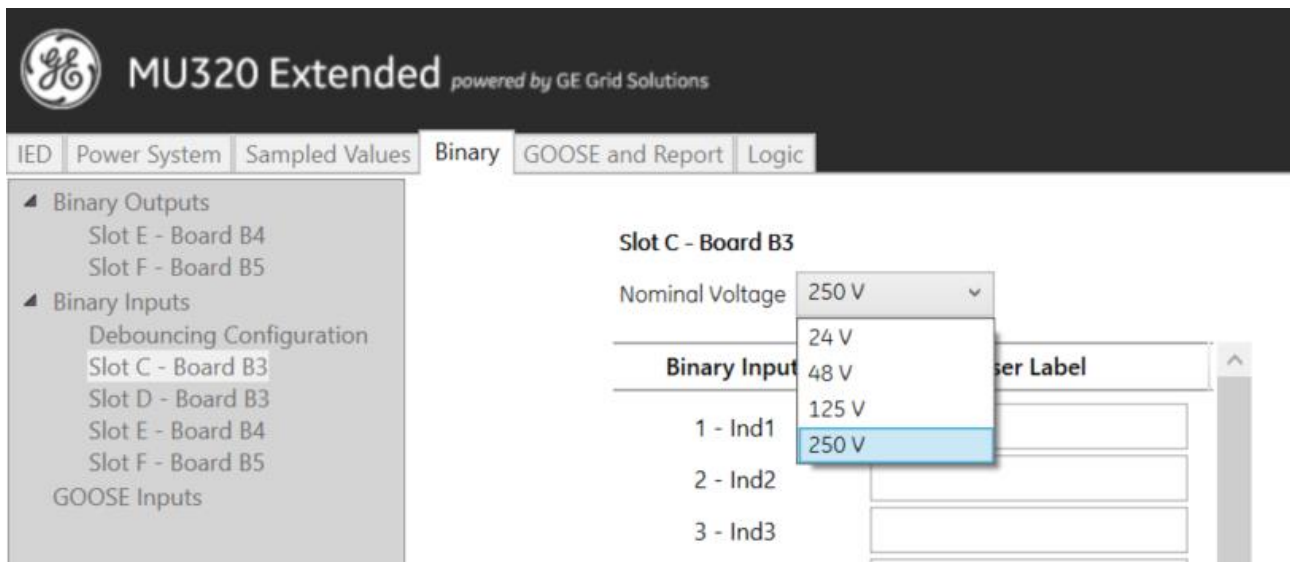 MU320 Extended powered by GE Grid Solutions
IED Power System Sampled Values Binary GOOSE and Report Logic
Binary Outputs
Slot E - Board B4
Slot F - Board B5
Binary Inputs
Debouncing Configuration
Slot C - Board B3
Slot D - Board B3
Slot E - Board B4
Slot F - Board B5
GOOSE Inputs
Slot C - Board B3
Nominal Voltage 250 V
24 V
48 V
125 V
250 V
Binary Input ser Label
1 - Ind1
2 - Ind2
3 - Ind3